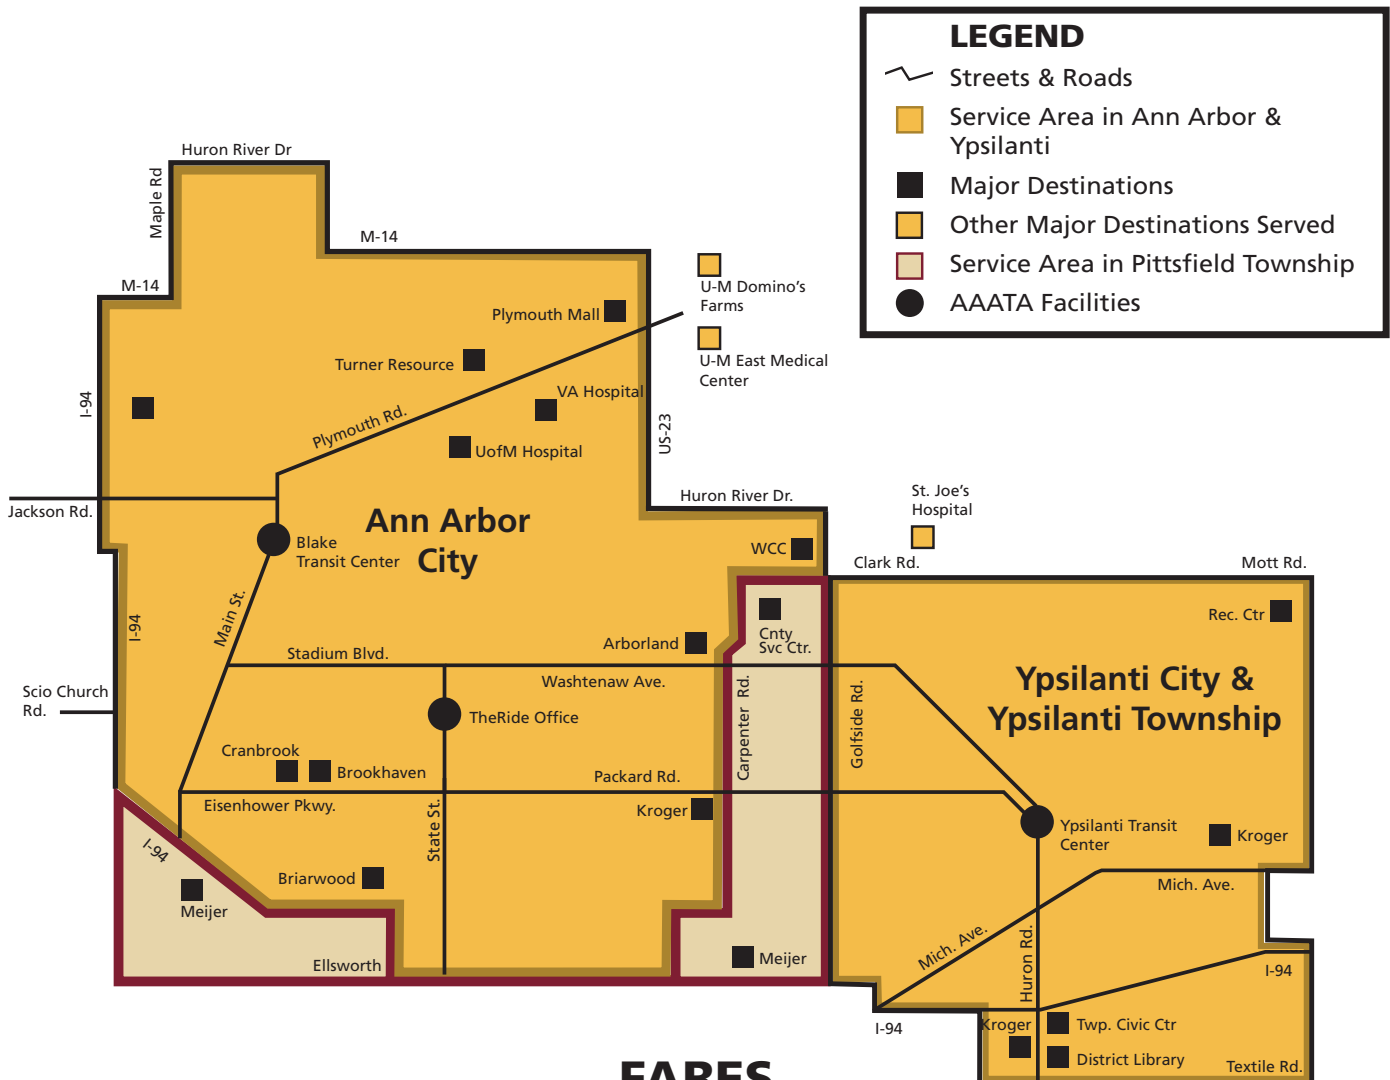 LEGEND
Streets & Roads
Service Area in Ann Arbor &
Ypsilanti
Major Destinations
Other Major Destinations Served
Service Area in Pittsfield Township
AAATA Facilities
Huron River Dr
Maple Rd
M-14
M-14
U-M Domino's
Farms
Plymouth Mall
U-M East Medical
Center
Turner Resource
VA Hospital
I-94
Plymouth Rd.
US-23
UofM Hospital
Jackson Rd.
Huron River Dr.
St. Joe's
Hospital
Ann Arbor
City
Blake
Transit Center
WCC
Clark Rd.
Mott Rd.
I-94
Main St.
Rec. Ctr
Cnty
Svc Ctr.
Arborland
Stadium Blvd.
Washtenaw Ave.
Carpenter Rd.
Golfside Rd.
Ypsilanti City &
Ypsilanti Township
Scio Church
Rd.
TheRide Office
Cranbrook
Brookhaven
Packard Rd.
Eisenhower Pkwy.
Kroger
State St.
Ypsilanti Transit
Center
Kroger
I-94
Briarwood
Mich. Ave.
Meijer
Mich. Ave.
Huron Rd.
Ellsworth
Meijer
I-94
I-94
Kroger
Twp. Civic Ctr
District Library
Textile Rd.
FARES